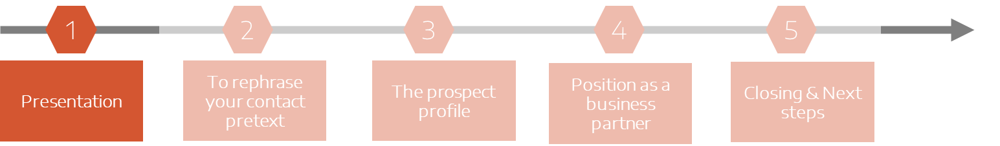 1
2
3
4
5
Presentation
To rephrase
your contact
pretext
The prospect
profile
Position as a
business
partner
Closing & Next
steps